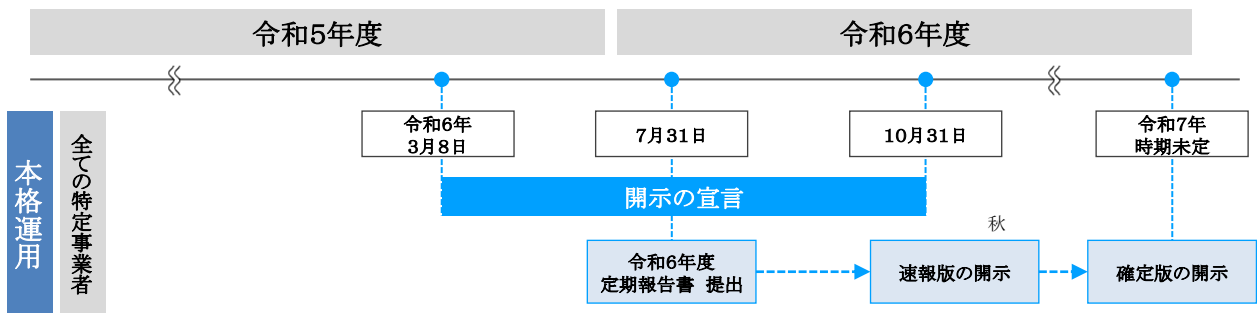 令和5年度
令和6年度
令和6年
3月8日
7月31日
10月31日
令和7年
時期未定
本格運用
全ての特定事業者
開示の宣言
秋
令和6年度
定期報告書 提出
速報版の開示
確定版の開示